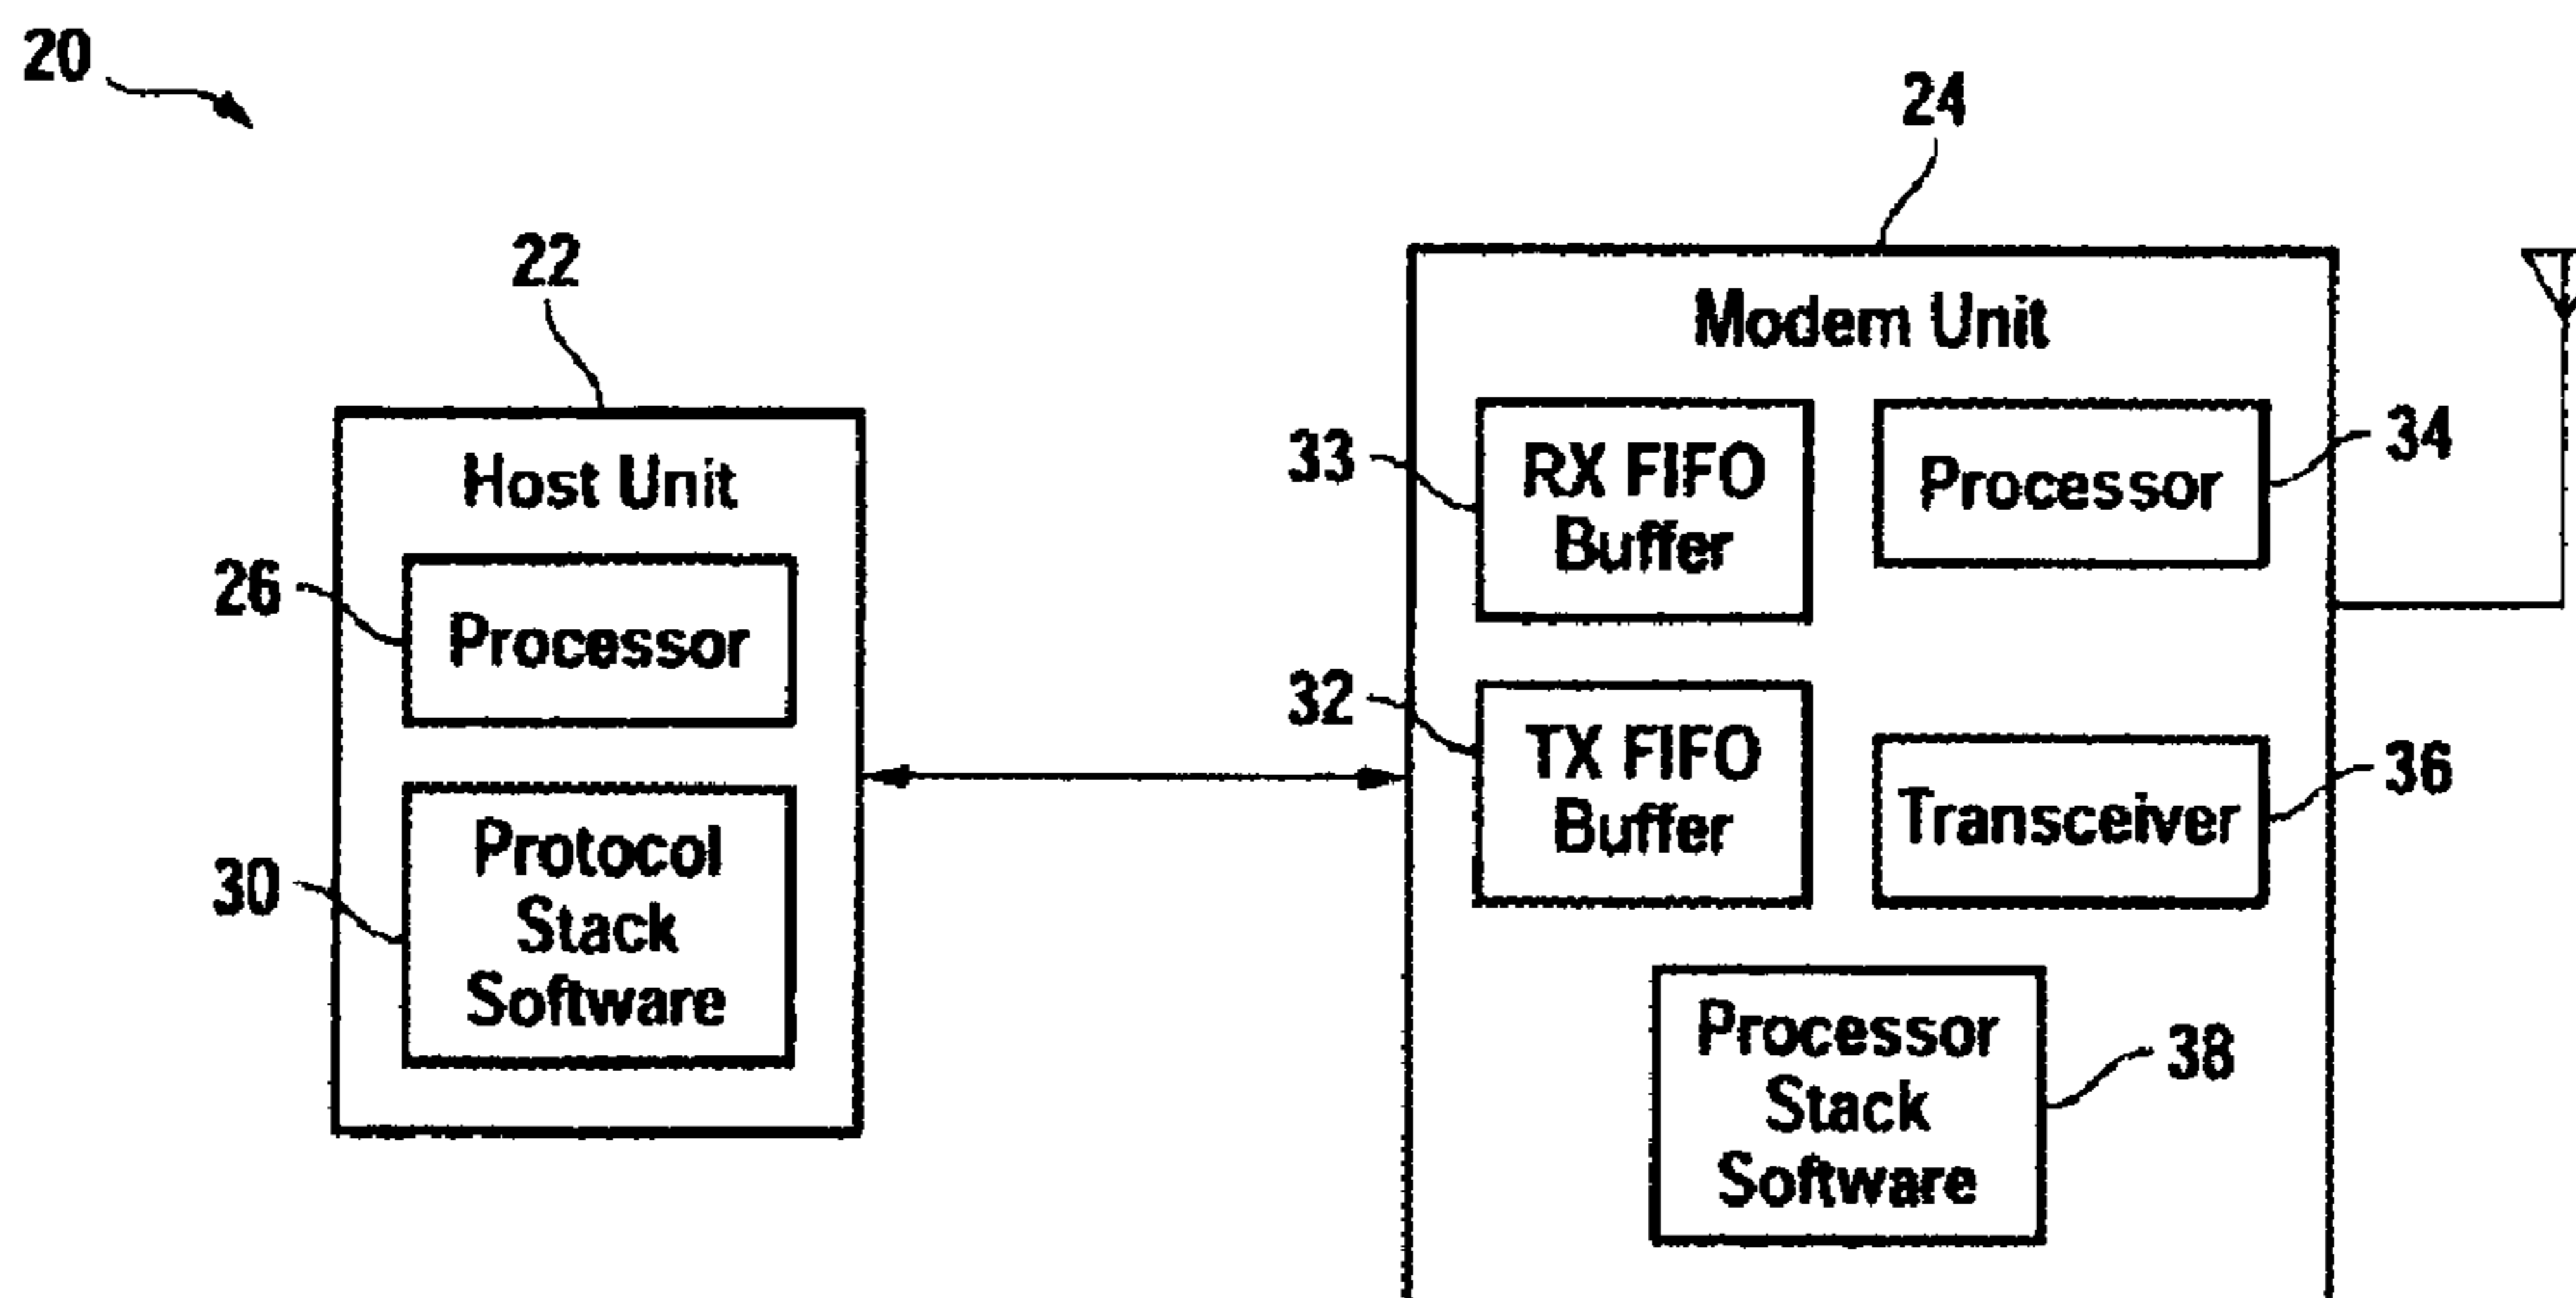 20
24
22
Modem Unit
Host Unit
33
RX FIFO
Buffer
Processor
34
26
Processor
32
TX FIFO
Buffer
Transceiver
36
30
Protocol
Stack
Software
Processor
Stack
Software
38